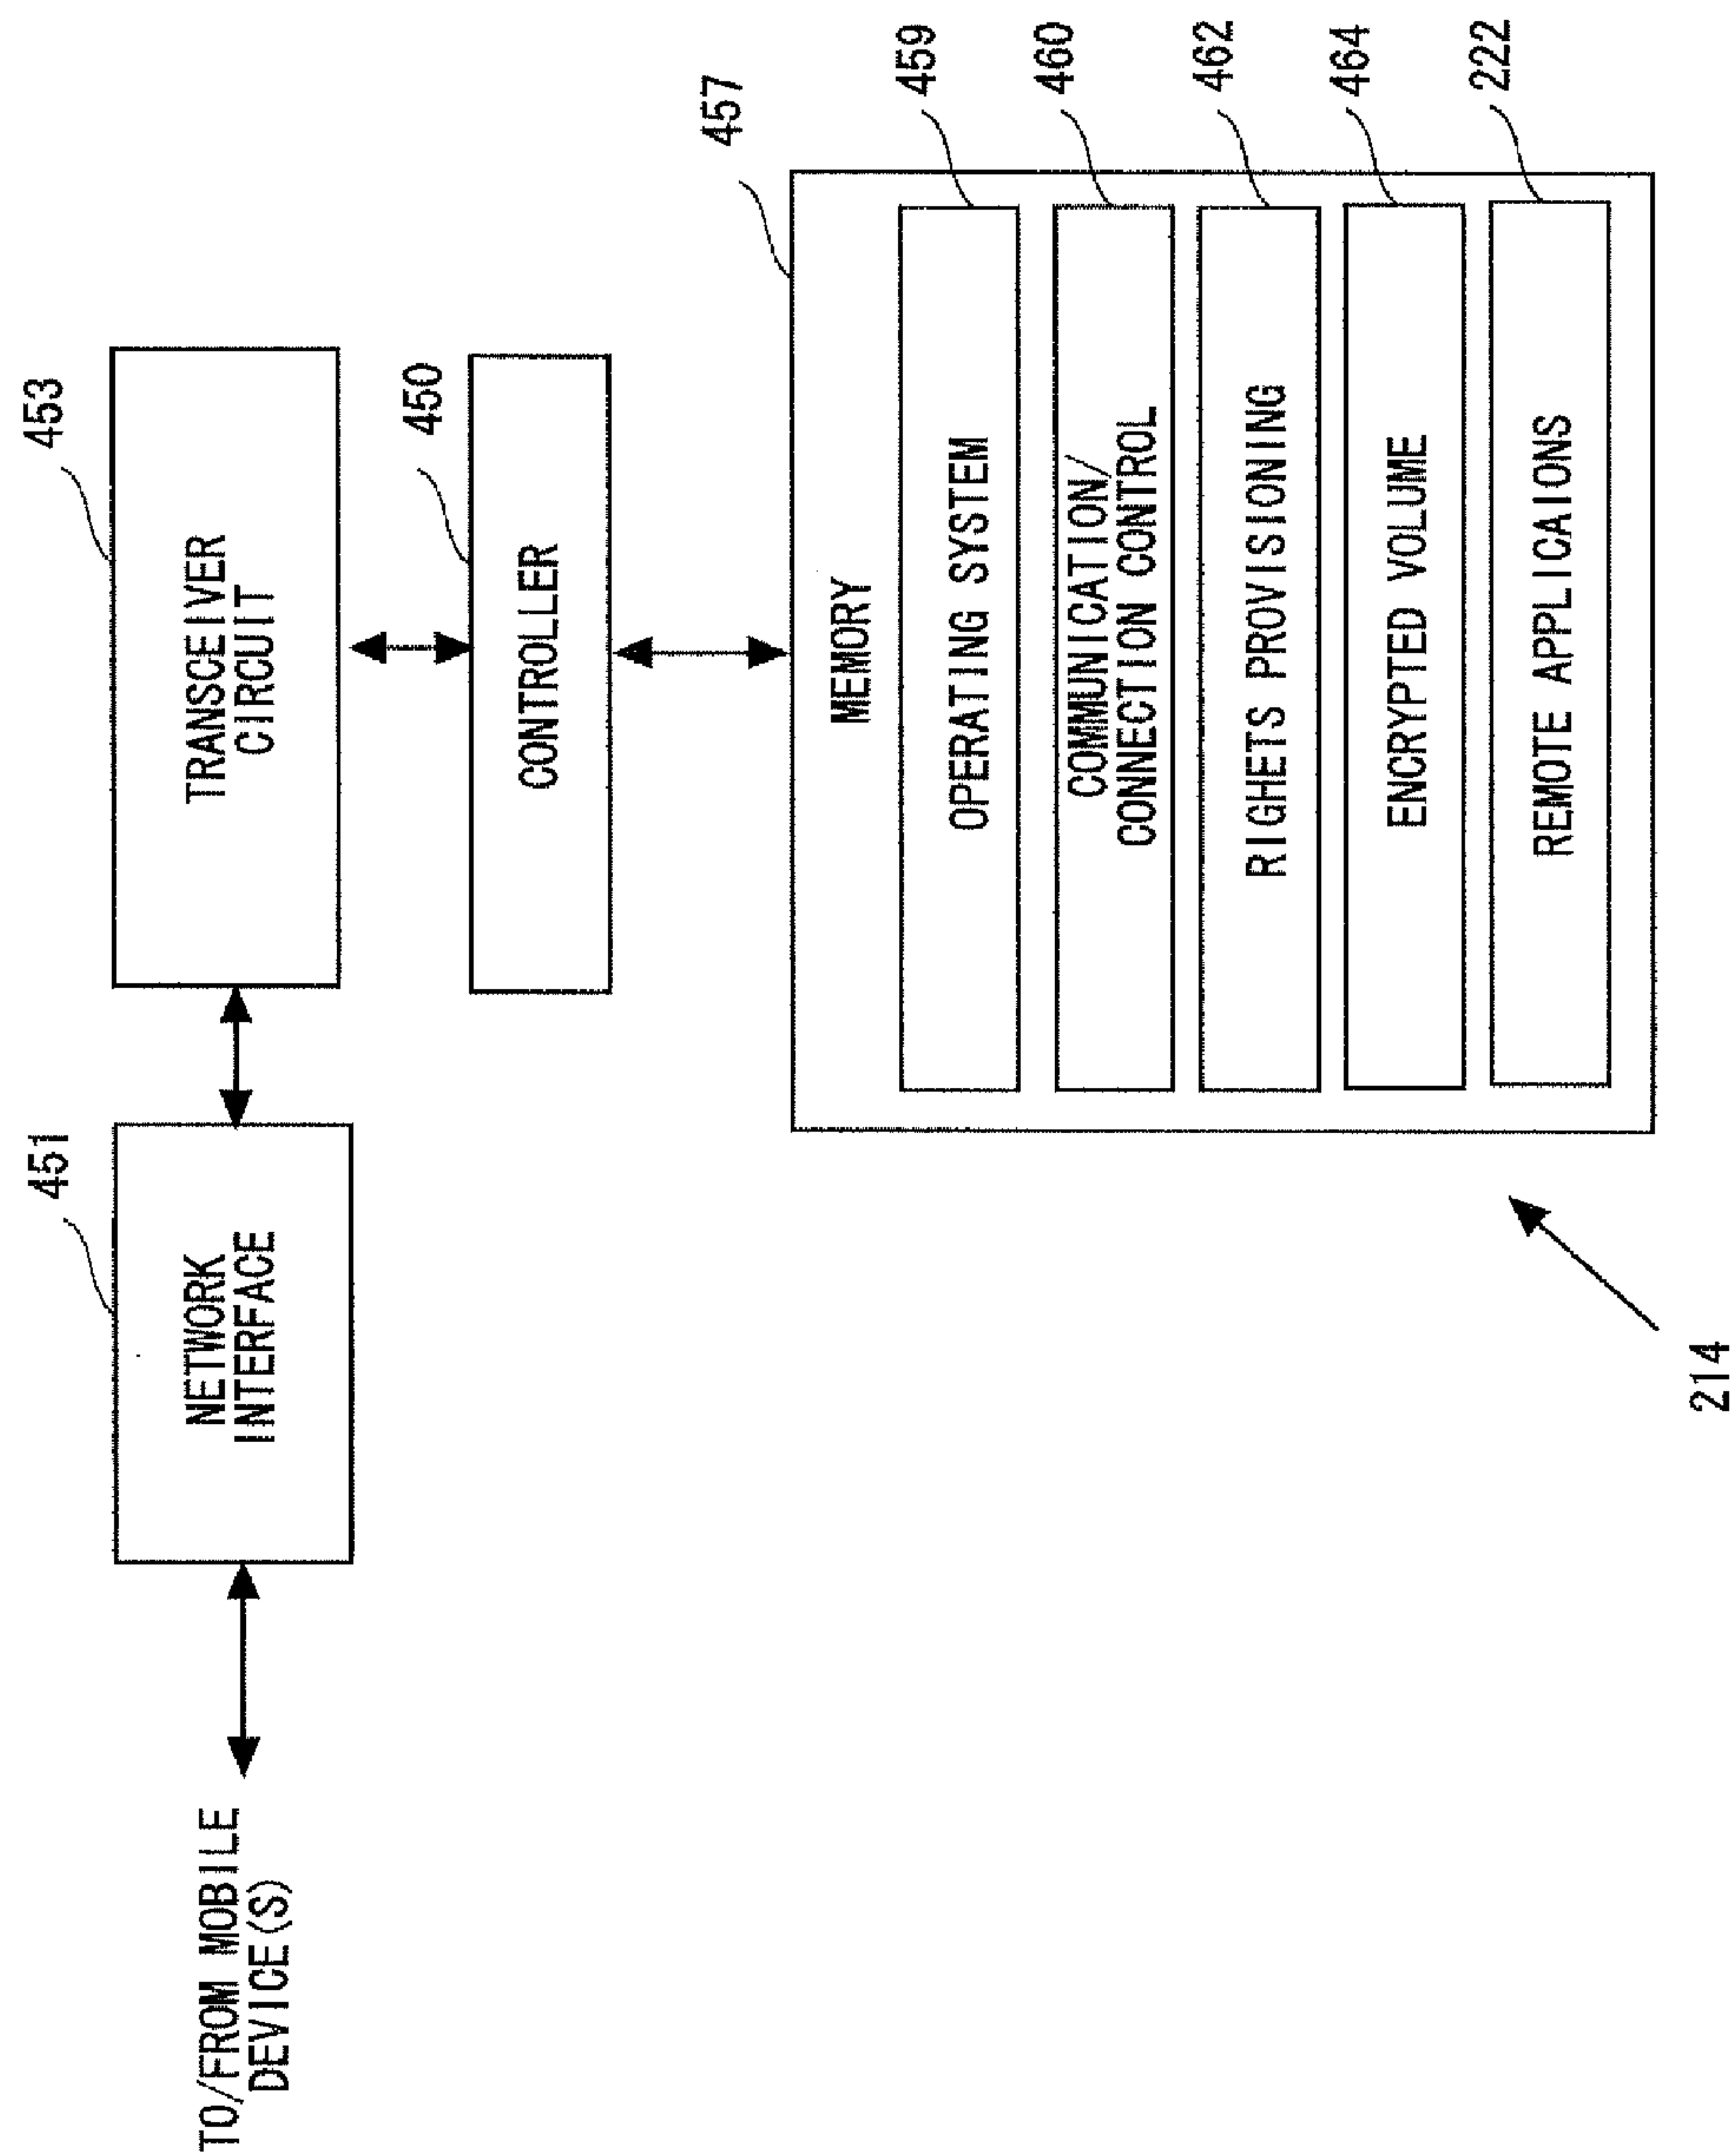 451
453
TO/FROM MOBILE
DEVICE(S)
NETWORK
INTERFACE
TRANSCEIVER
CIRCUIT
450
CONTROLLER
457
MEMORY
OPERATING SYSTEM
459
COMMUNICATION/
CONNECTION CONTROL
460
RIGHETS PROVISIONING
462
ENCRYPTED VOLUME
464
REMOTE APPLICAIONS
222
214